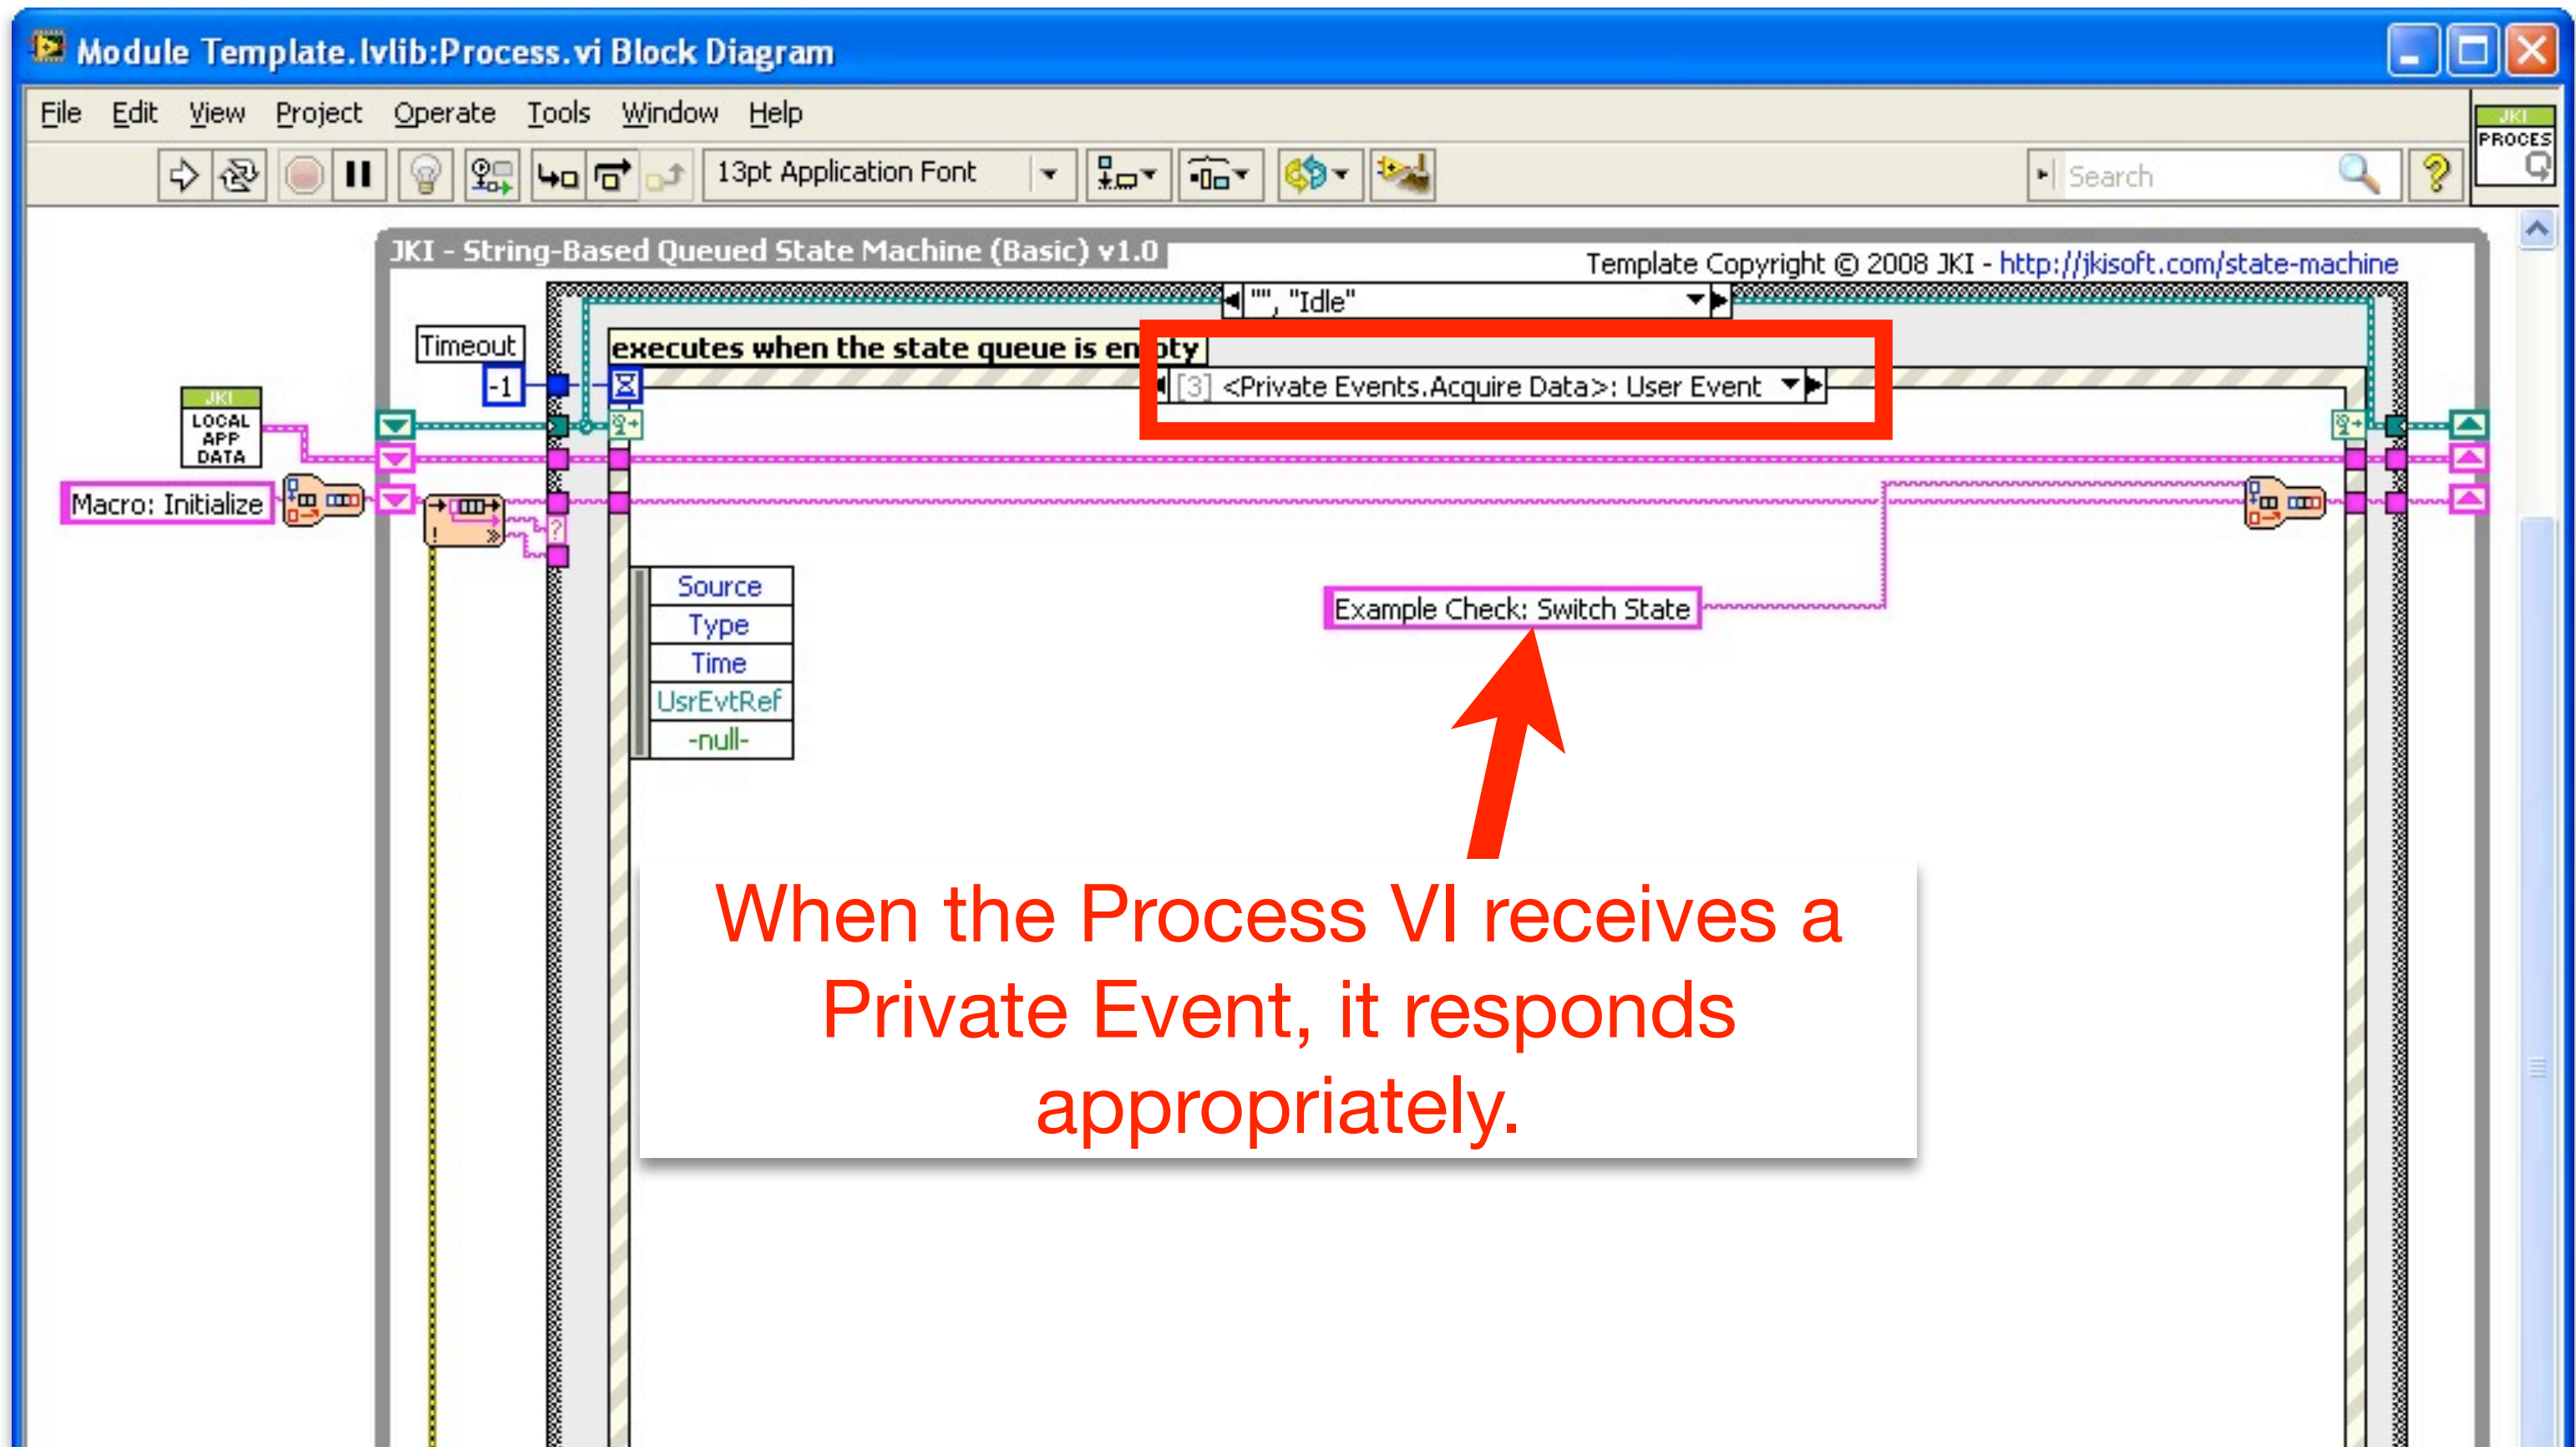 Module Template.lvlib:Process.vi Block Diagram
File Edit View Project Operate Tools Window Help
13pt Application Font
Search
?
JKI
PROCES
JKI - String-Based Queued State Machine (Basic) v1.0
Template Copyright © 2008 JKI - http://jkisoft.com/state-machine
"", "Idle"
Timeout
-1
executes when the state queue is empty
[3] <Private Events.Acquire Data>: User Event
JKI
LOCAL
APP
DATA
Macro: Initialize
?
Source
Type
Time
UsrEvtRef
-null-
Example Check: Switch State
When the Process VI receives a
Private Event, it responds
appropriately.